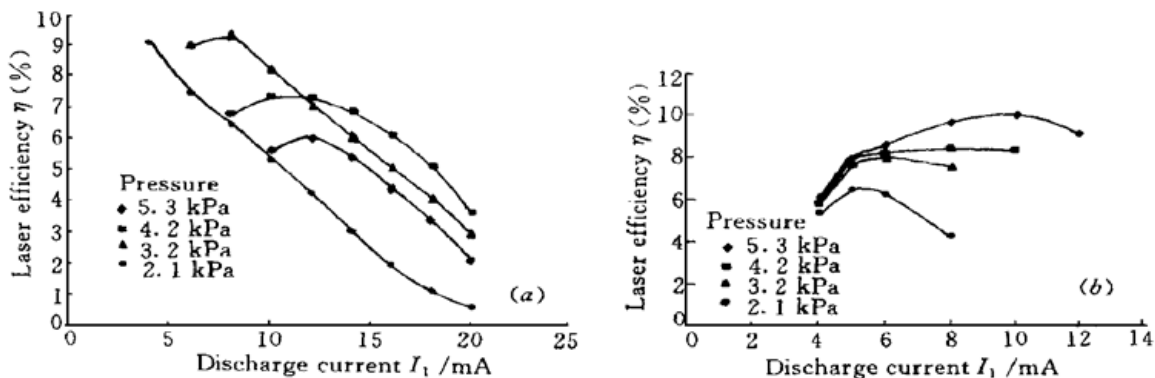 10
9
8
7
6
5
4
3
2
1
0
Laser efficiency η (%)
Pressure
5.3 kPa
4.2 kPa
3.2 kPa
2.1 kPa
(a)
0 5 10 15 20 25
Discharge current I₁ /mA
12
10
8
6
4
2
0
Laser efficiency η (%)
Pressure
5.3 kPa
4.2 kPa
3.2 kPa
2.1 kPa
(b)
0 2 4 6 8 10 12 14
Discharge current I₁ /mA